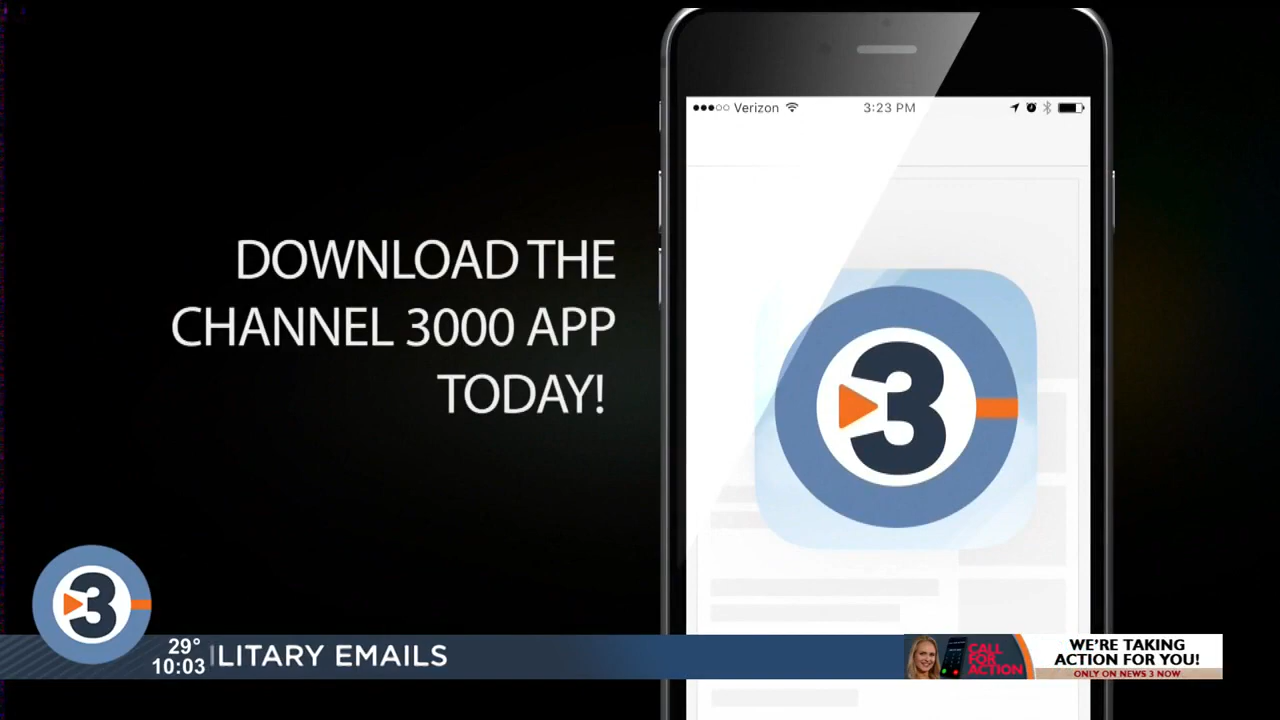 Verizon 3:23 PM
DOWNLOAD THE
CHANNEL 3000 APP
TODAY!
3
3
29°
10:03
LITARY EMAILS
CALL
FOR
ACTION
WE'RE TAKING
ACTION FOR YOU!
ONLY ON NEWS 3 NOW